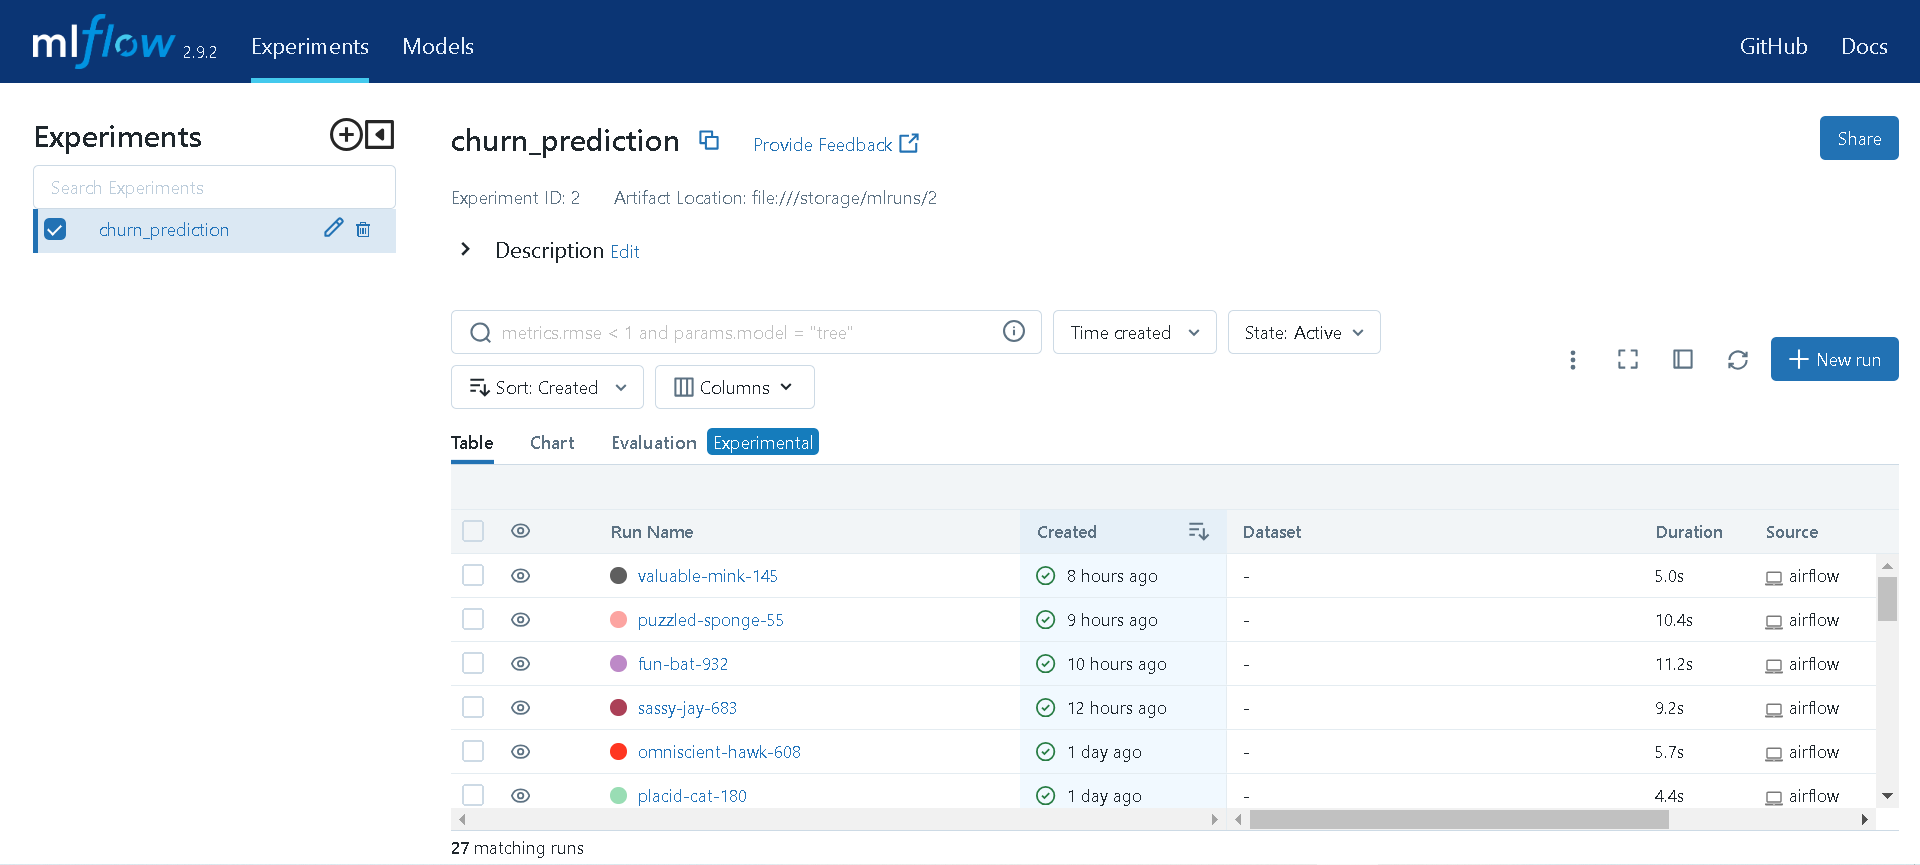 mlflow 2.9.2 Experiments Models GitHub Docs
Experiments
Search Experiments
churn_prediction
churn_prediction Provide Feedback Share
Experiment ID: 2 Artifact Location: file:///storage/mlruns/2
Description Edit
metrics.rmse < 1 and params.model = "tree" Time created State: Active
Sort: Created Columns New run
Table Chart Evaluation Experimental
Run Name Created Dataset Duration Source
valuable-mink-145 8 hours ago - 5.0s airflow
puzzled-sponge-55 9 hours ago - 10.4s airflow
fun-bat-932 10 hours ago - 11.2s airflow
sassy-jay-683 12 hours ago - 9.2s airflow
omniscient-hawk-608 1 day ago - 5.7s airflow
placid-cat-180 1 day ago - 4.4s airflow
27 matching runs